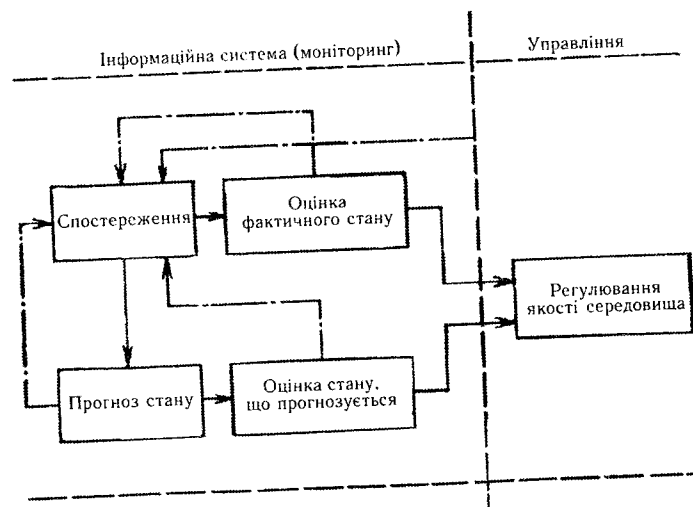 Інформаційна система (моніторинг)
Управління
Спостереження
Оцінка
фактичного стану
Регулювання
якості середовища
Прогноз стану
Оцінка стану,
що прогнозується